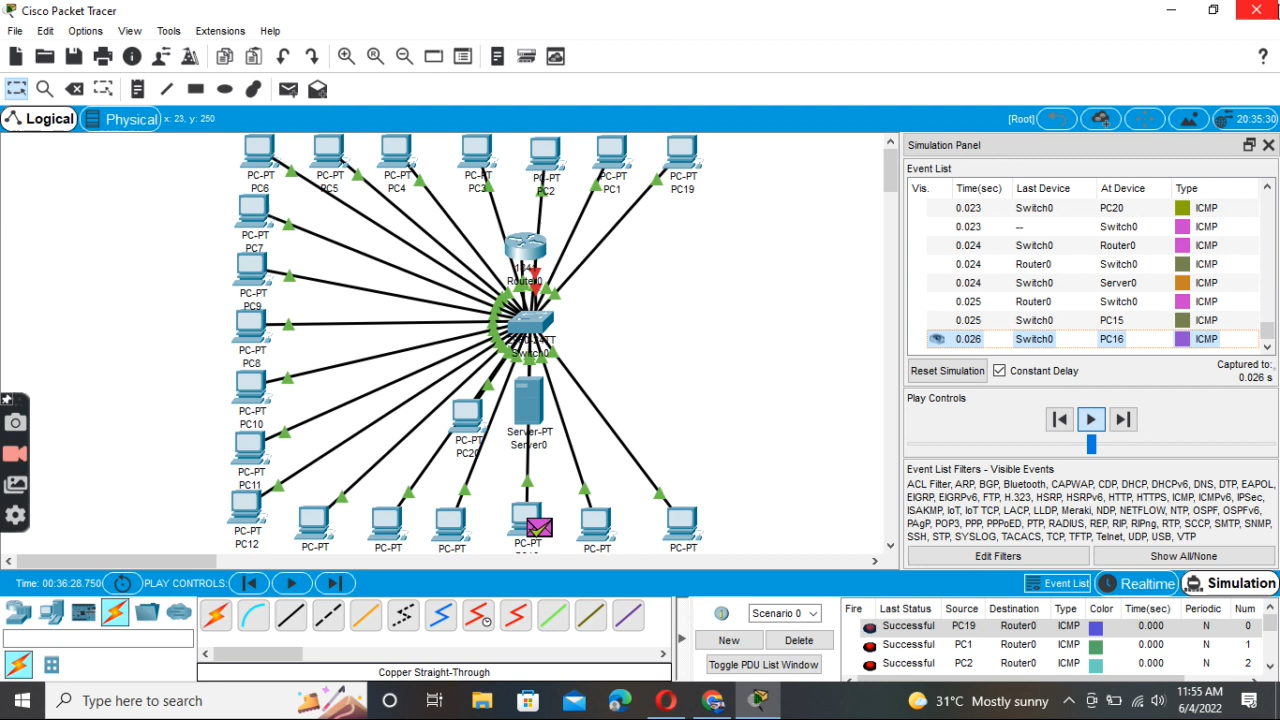 Cisco Packet Tracer
File Edit Options View Tools Extensions Help
Logical Physical x: 23, y: 250 [Root] 20:35:30
PC-PT PC-PT PC-PT PC-PT PC-PT PC-PT PC-PT
PC6 PC5 PC4 PC3 PC2 PC1 PC19
PC-PT
PC7
Router0
PC-PT
PC9
PC-PT
PC8
Switch0
PC-PT
PC10
PC-PT
PC20
Server-PT
Server0
PC-PT
PC11
PC-PT
PC12
PC-PT PC-PT PC-PT PC-PT PC-PT PC-PT
Simulation Panel
Event List
Vis. Time(sec) Last Device At Device Type
0.023 Switch0 PC20 ICMP
0.023 -- Switch0 ICMP
0.024 Switch0 Router0 ICMP
0.024 Router0 Switch0 ICMP
0.024 Switch0 Server0 ICMP
0.025 Router0 Switch0 ICMP
0.025 Switch0 PC15 ICMP
0.026 Switch0 PC16 ICMP
Reset Simulation Constant Delay Captured to:
0.026 s
Play Controls
Event List Filters - Visible Events
ACL Filter, ARP, BGP, Bluetooth, CAPWAP, CDP, DHCP, DHCPv6, DNS, DTP, EAPOL,
EIGRP, EIGRPv6, FTP, H.323, HSRP, HSRPv6, HTTP, HTTPS, ICMP, ICMPv6, IPSec,
ISAKMP, IoT, IoT TCP, LACP, LLDP, Meraki, NDP, NETFLOW, NTP, OSPF, OSPFv6,
PAgP, POP3, PPP, PPPoED, PTP, RADIUS, REP, RIP, RIPng, RTP, SCCP, SMTP, SNMP,
SSH, STP, SYSLOG, TACACS, TCP, TFTP, Telnet, UDP, USB, VTP
Edit Filters Show All/None
Time: 00:36:28.750 PLAY CONTROLS: Event List Realtime Simulation
Scenario 0
New Delete
Toggle PDU List Window
Fire Last Status Source Destination Type Color Time(sec) Periodic Num
Successful PC19 Router0 ICMP 0.000 N 0
Successful PC1 Router0 ICMP 0.000 N 1
Successful PC2 Router0 ICMP 0.000 N 2
Copper Straight-Through
Type here to search
31°C Mostly sunny
11:55 AM
6/4/2022